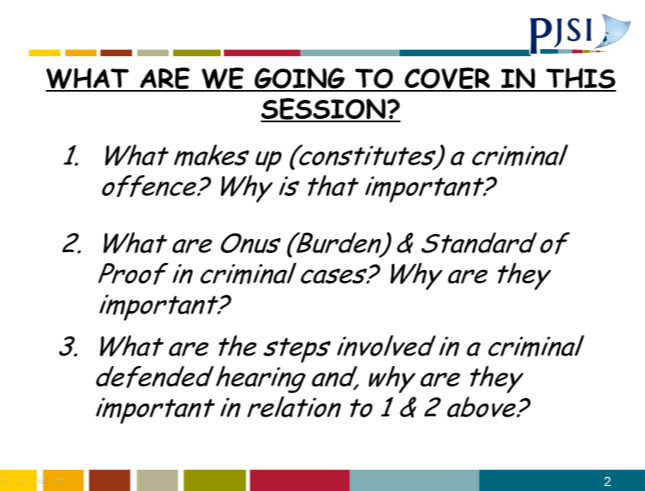 PJSI
WHAT ARE WE GOING TO COVER IN THIS
SESSION?
1. What makes up (constitutes) a criminal
offence? Why is that important?
2. What are Onus (Burden) & Standard of
Proof in criminal cases? Why are they
important?
3. What are the steps involved in a criminal
defended hearing and, why are they
important in relation to 1 & 2 above?
2